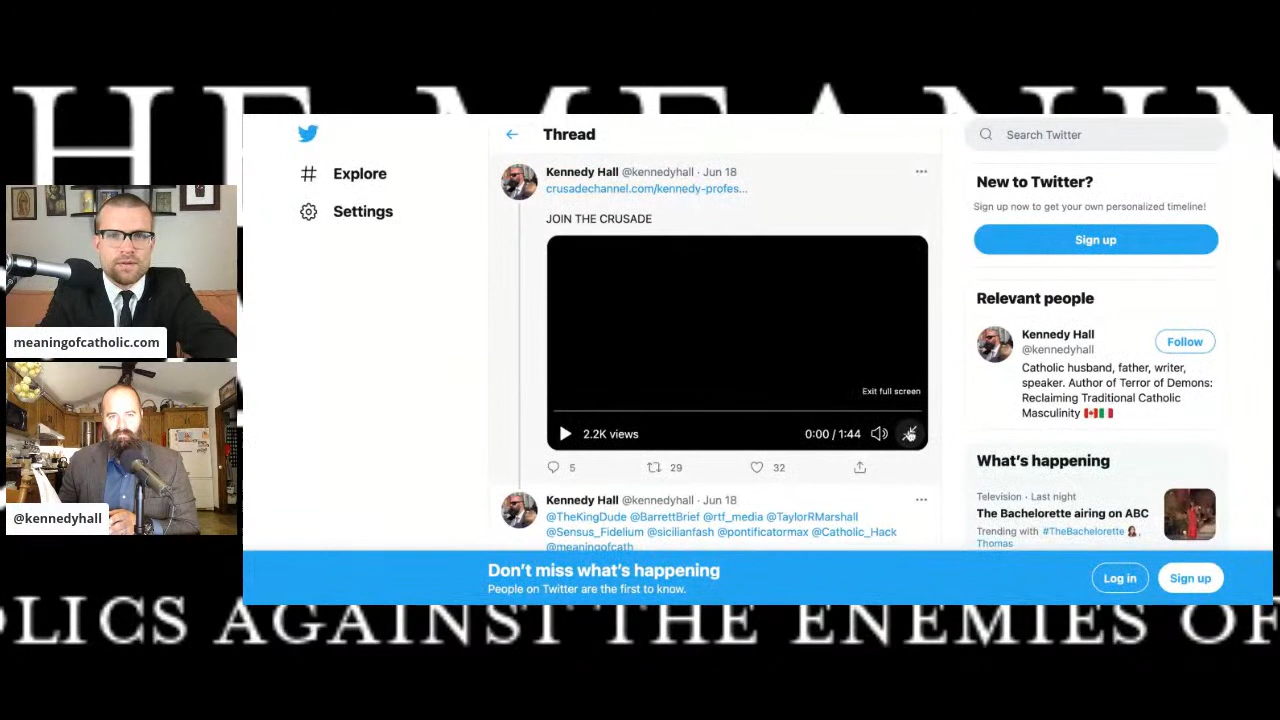 HE MEANIN
Thread
Explore
Settings
Kennedy Hall @kennedyhall · Jun 18
crusadechannel.com/kennedy-profes...
JOIN THE CRUSADE
Exit full screen
2.2K views
0:00 / 1:44
5
29
32
Kennedy Hall @kennedyhall · Jun 18
@TheKingDude @BarrettBrief @rtf_media @TaylorRMarshall
@Sensus_Fidelium @sicilianfash @pontificatormax @Catholic_Hack
@meaningofcath
Search Twitter
New to Twitter?
Sign up now to get your own personalized timeline!
Sign up
Relevant people
Kennedy Hall
@kennedyhall
Follow
Catholic husband, father, writer,
speaker. Author of Terror of Demons:
Reclaiming Traditional Catholic
Masculinity
What's happening
Television · Last night
The Bachelorette airing on ABC
Trending with #TheBachelorette,
Thomas
meaningofcatholic.com
@kennedyhall
Don't miss what's happening
People on Twitter are the first to know.
Log in
Sign up
OLICS AGAINST THE ENEMIES OF